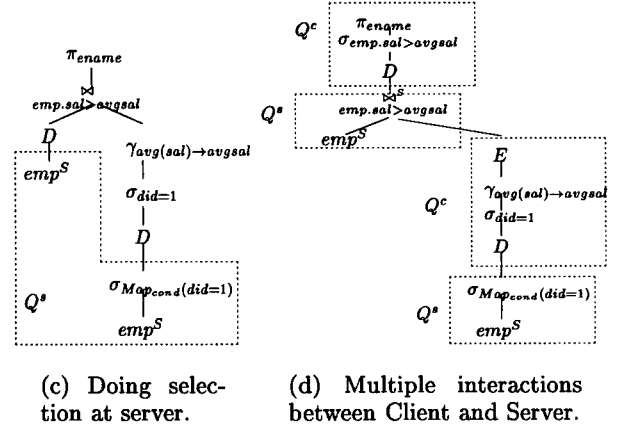 π_ename
⋈
emp.sal>avgsal
D
emp^S
γ_avg(sal)→avgsal
σ_did=1
D
Q^s
σ_Map_cond(did=1)
emp^S
(c) Doing selec-
tion at server.
Q^c
π_ename
σ_emp.sal>avgsal
D
Q^s
⋈^s
emp.sal>avgsal
emp^S
E
Q^c
γ_avg(sal)→avgsal
σ_did=1
D
σ_Map_cond(did=1)
Q^s
emp^S
(d) Multiple interactions
between Client and Server.